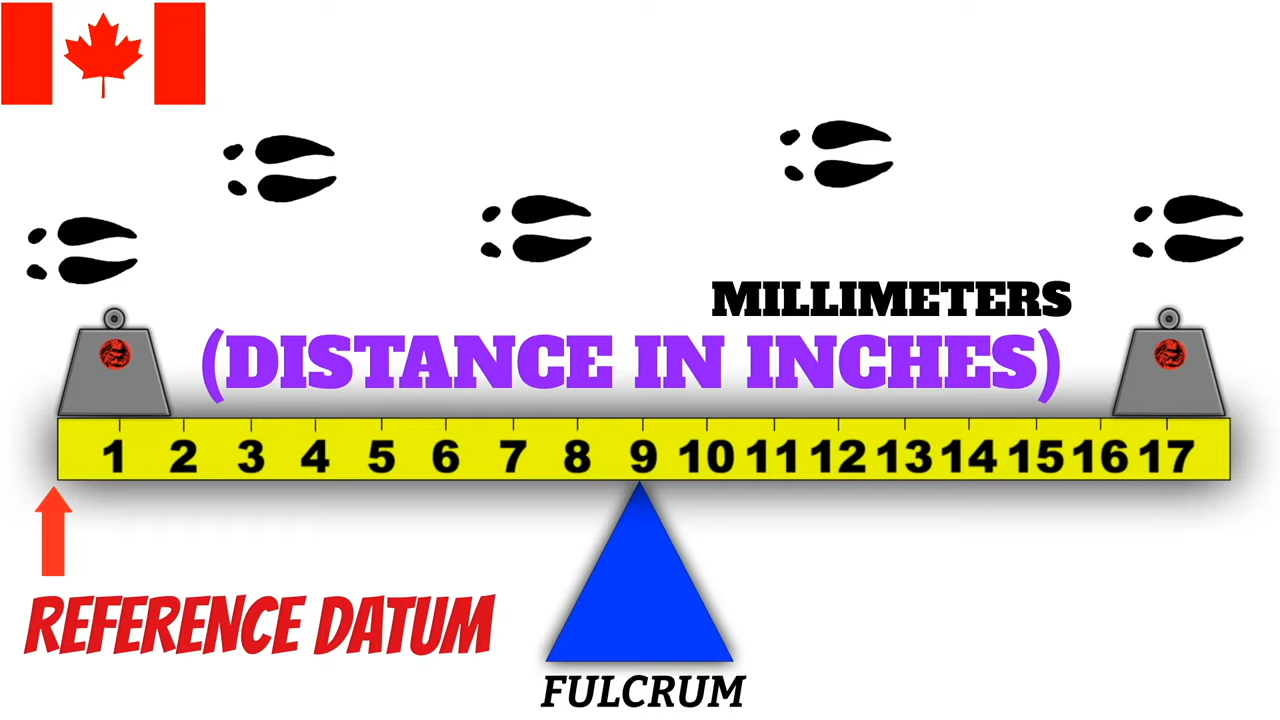 MILLIMETERS
(DISTANCE IN INCHES)
1 2 3 4 5 6 7 8 9 10 11 12 13 14 15 16 17
REFERENCE DATUM
FULCRUM